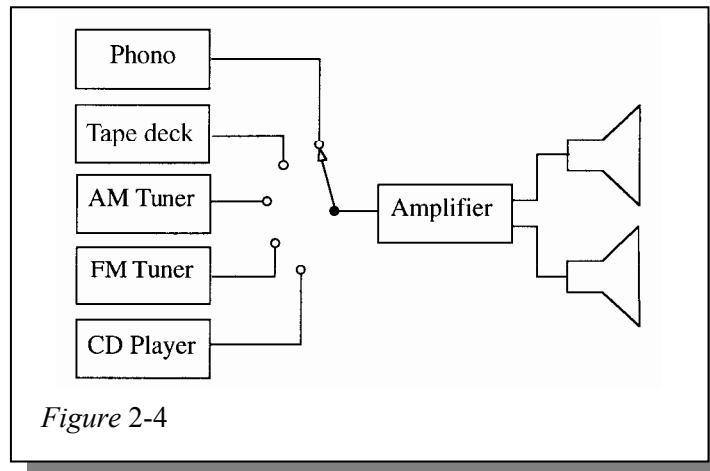 Phono
Tape deck
AM Tuner
Amplifier
FM Tuner
CD Player
Figure 2-4